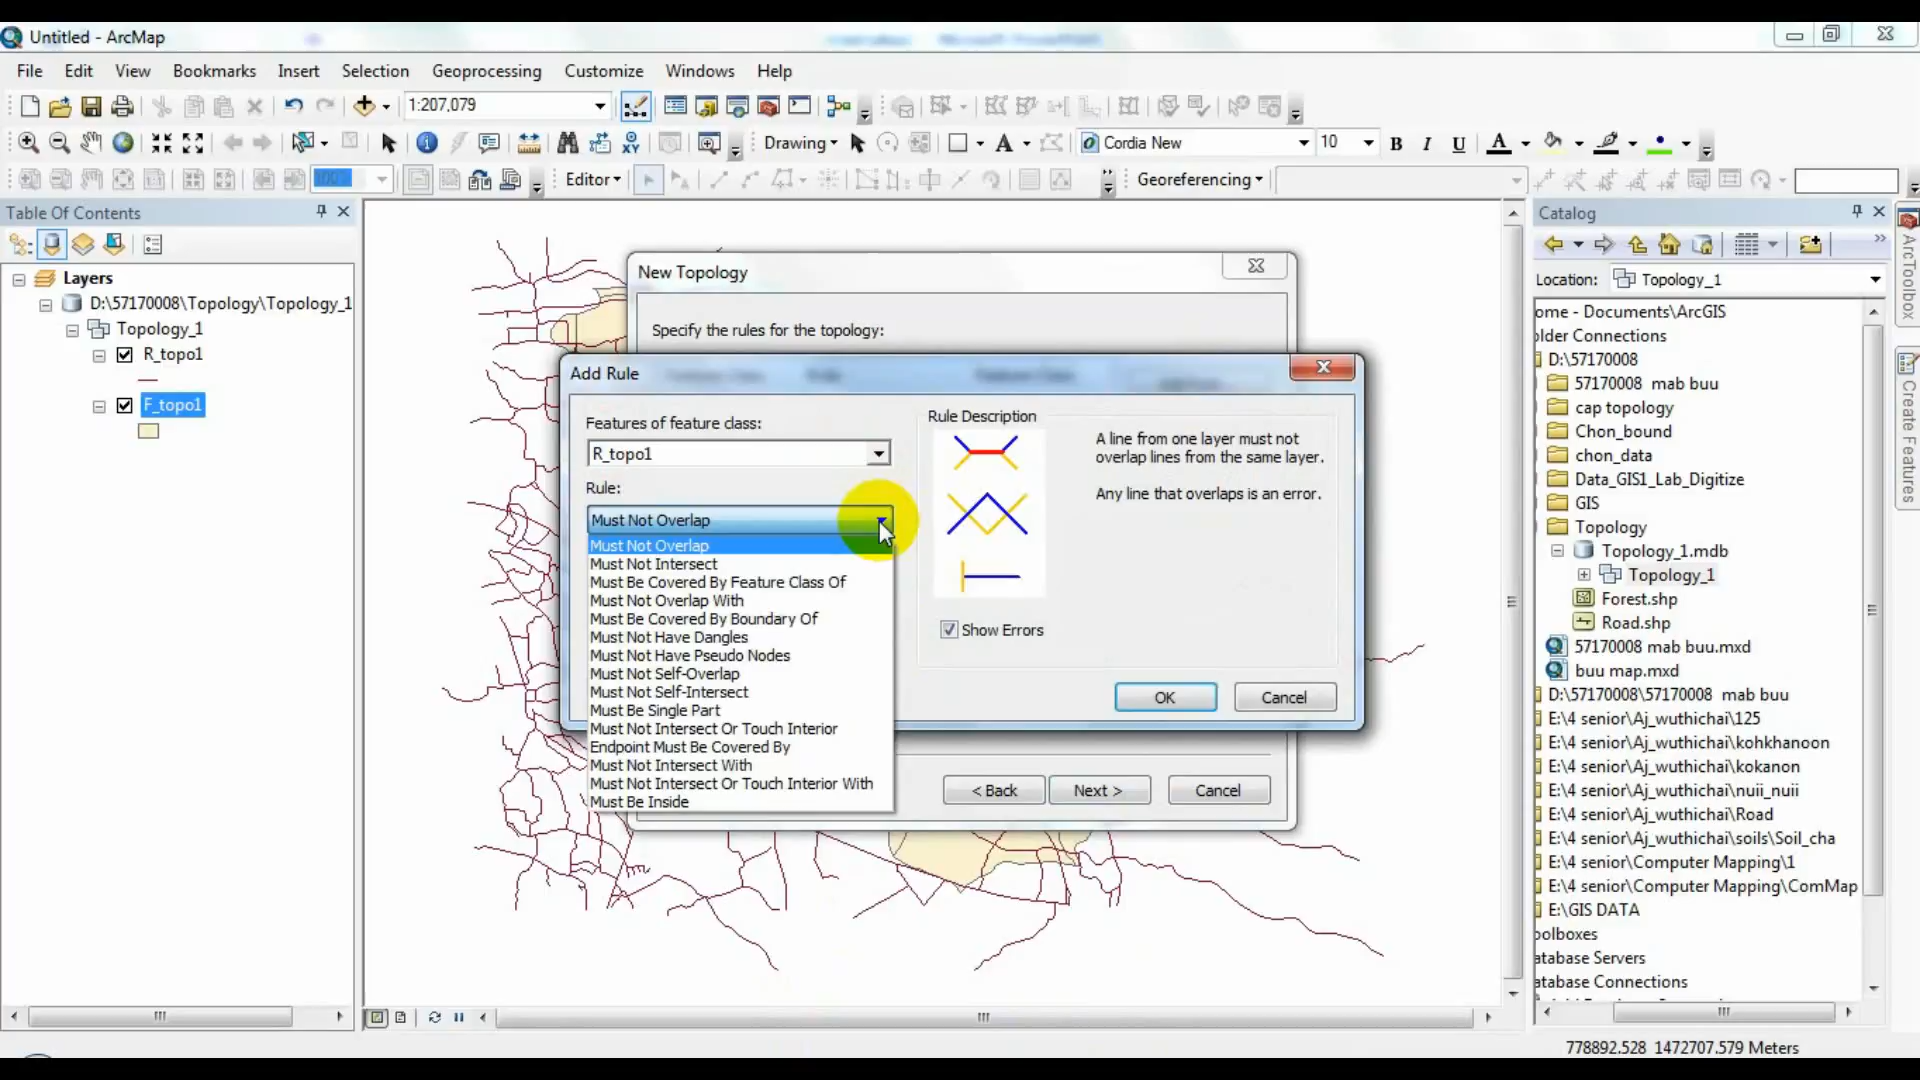 Untitled - ArcMap
File Edit View Bookmarks Insert Selection Geoprocessing Customize Windows Help
1:207,079
Drawing Cordia New 10 B I U A
100% Editor Georeferencing
Table Of Contents
Layers
D:\57170008\Topology\Topology_1
Topology_1
R_topo1
F_topo1
New Topology
Specify the rules for the topology:
Add Rule
Features of feature class:
R_topo1
Rule:
Must Not Overlap
Must Not Overlap
Must Not Intersect
Must Be Covered By Feature Class Of
Must Not Overlap With
Must Be Covered By Boundary Of
Must Not Have Dangles
Must Not Have Pseudo Nodes
Must Not Self-Overlap
Must Not Self-Intersect
Must Be Single Part
Must Not Intersect Or Touch Interior
Endpoint Must Be Covered By
Must Not Intersect With
Must Not Intersect Or Touch Interior With
Must Be Inside
Rule Description
A line from one layer must not
overlap lines from the same layer.
Any line that overlaps is an error.
Show Errors
OK Cancel
< Back Next > Cancel
Catalog
Location: Topology_1
ome - Documents\ArcGIS
older Connections
D:\57170008
57170008 mab buu
cap topology
Chon_bound
chon_data
Data_GIS1_Lab_Digitize
GIS
Topology
Topology_1.mdb
Topology_1
Forest.shp
Road.shp
57170008 mab buu.mxd
buu map.mxd
D:\57170008\57170008 mab buu
E:\4 senior\Aj_wuthichai\125
E:\4 senior\Aj_wuthichai\kohkhanoon
E:\4 senior\Aj_wuthichai\kokanon
E:\4 senior\Aj_wuthichai\nuii_nuii
E:\4 senior\Aj_wuthichai\Road
E:\4 senior\Aj_wuthichai\soils\Soil_cha
E:\4 senior\Computer Mapping\1
E:\4 senior\Computer Mapping\ComMap
E:\GIS DATA
oolboxes
atabase Servers
atabase Connections
ArcToolbox
Create Features
778892.528 1472707.579 Meters